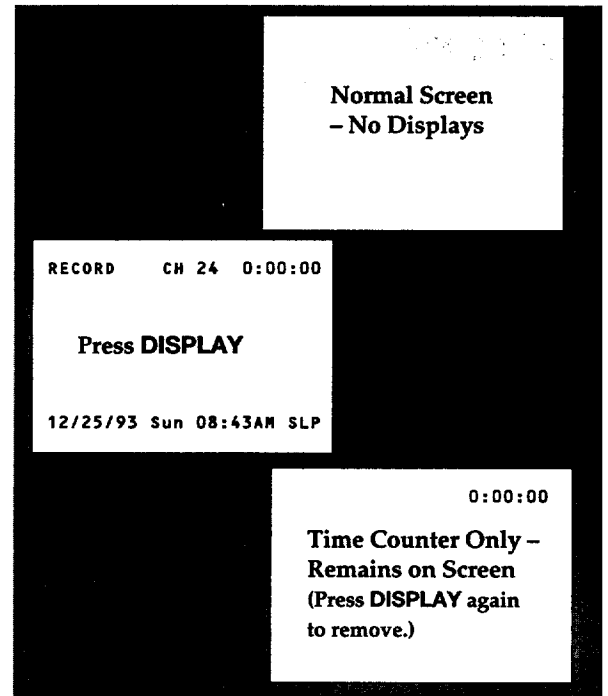 Normal Screen
– No Displays
RECORD CH 24 0:00:00
Press DISPLAY
12/25/93 Sun 08:43AM SLP
0:00:00
Time Counter Only –
Remains on Screen
(Press DISPLAY again
to remove.)